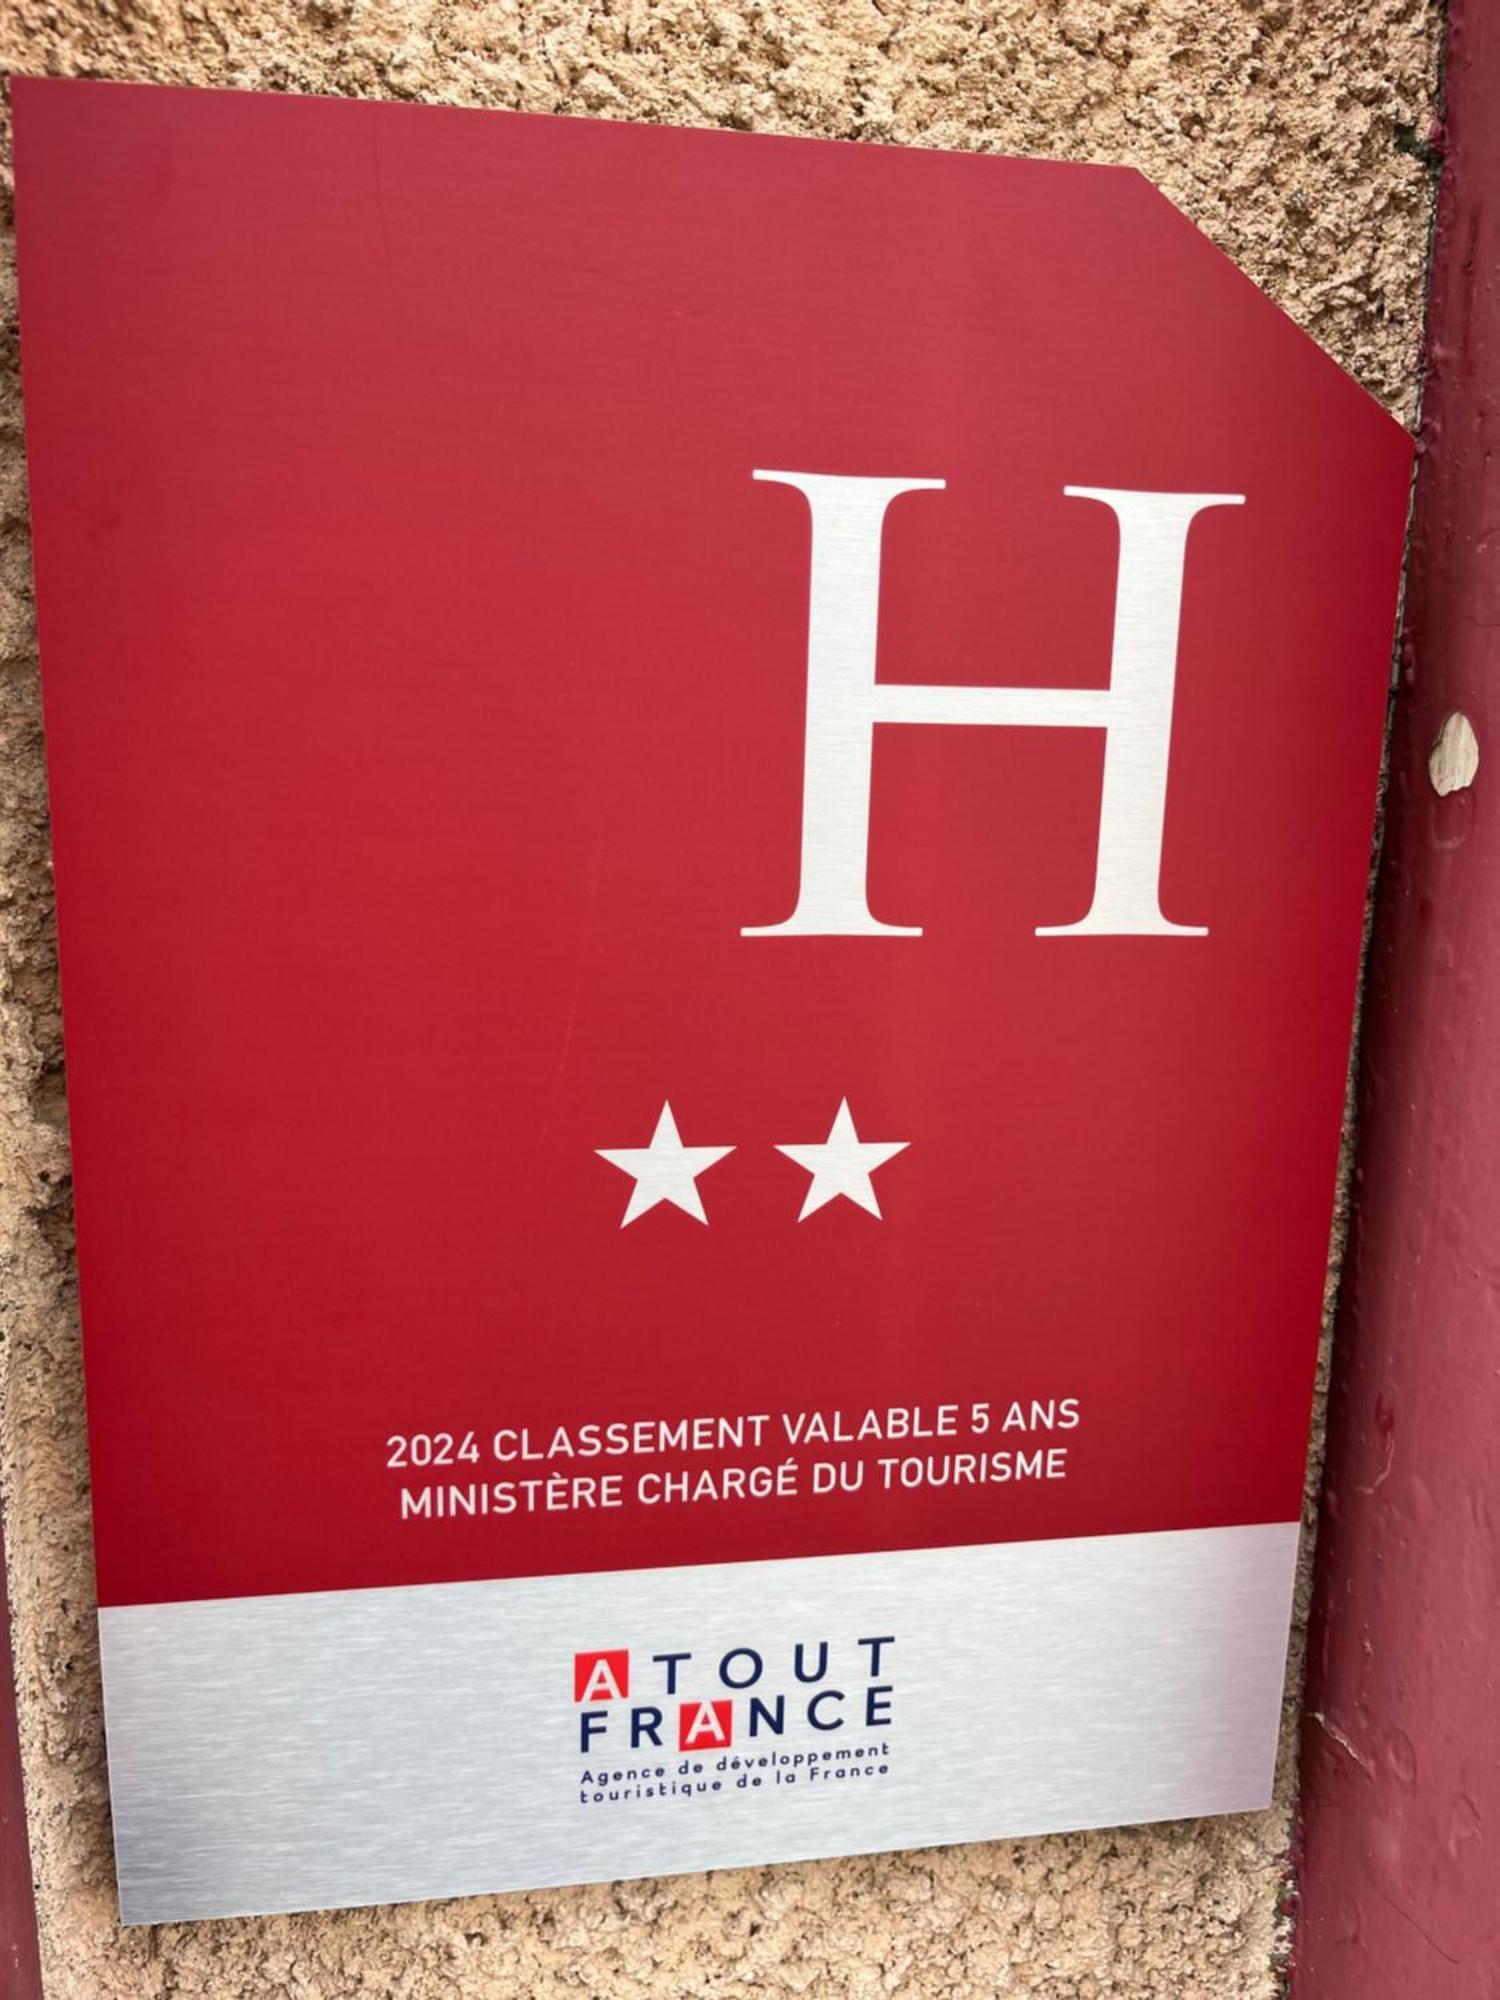 H
2024 CLASSEMENT VALABLE 5 ANS
MINISTÈRE CHARGÉ DU TOURISME
ATOUT
FRANCE
Agence de développement
touristique de la France